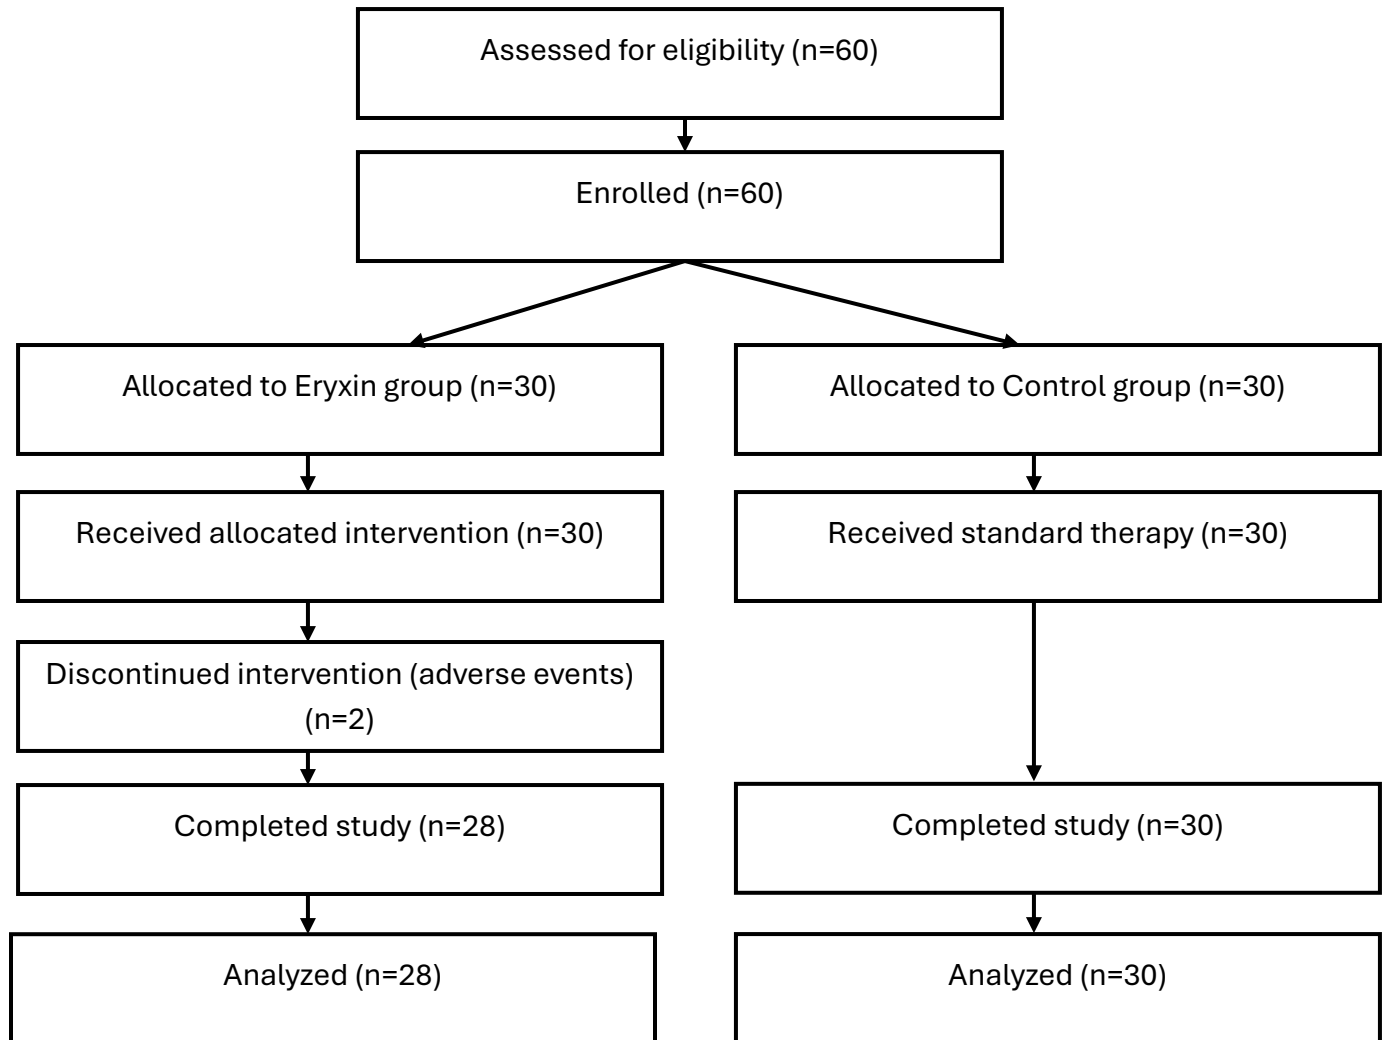 Assessed for eligibility (n=60)
Enrolled (n=60)
Allocated to Eryxin group (n=30)
Allocated to Control group (n=30)
Received allocated intervention (n=30)
Received standard therapy (n=30)
Discontinued intervention (adverse events)
(n=2)
Completed study (n=28)
Completed study (n=30)
Analyzed (n=28)
Analyzed (n=30)